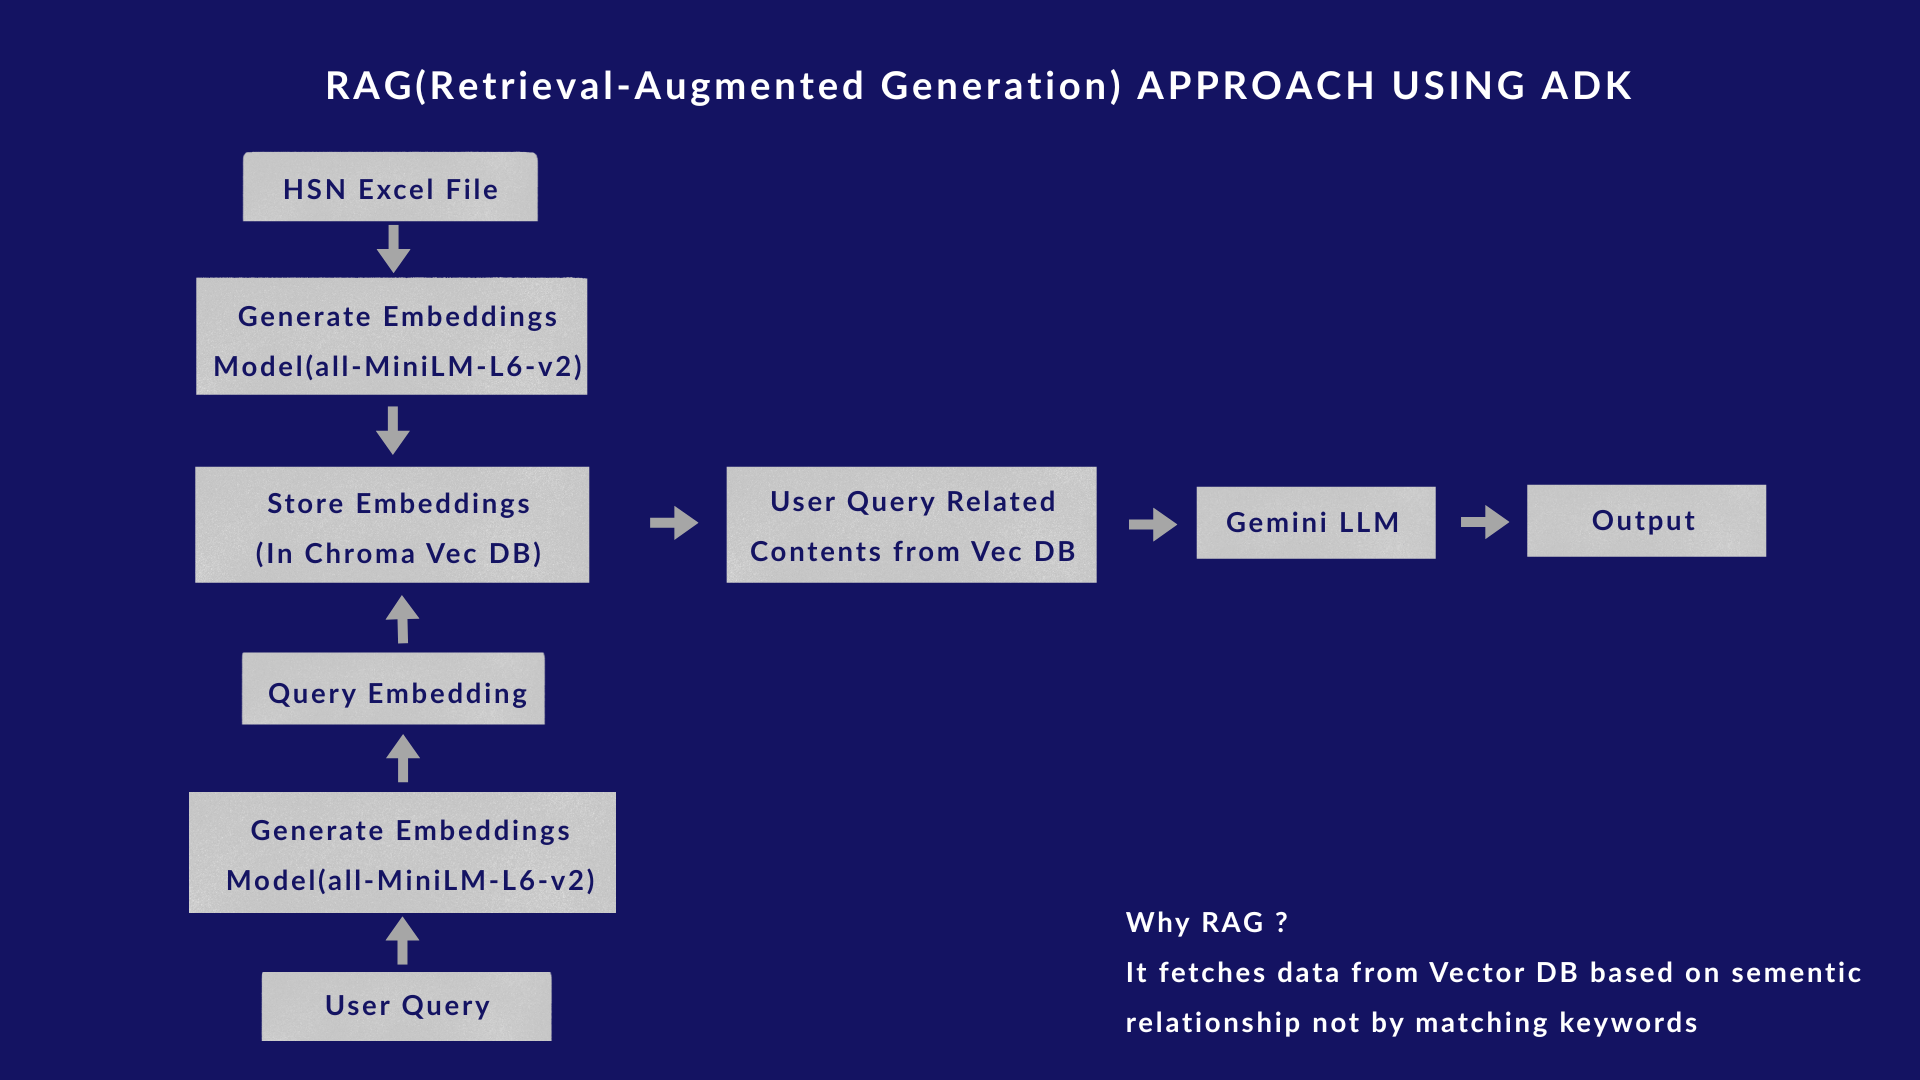 RAG(Retrieval-Augmented Generation) APPROACH USING ADK
HSN Excel File
Generate Embeddings
Model(all-MiniLM-L6-v2)
Store Embeddings
(In Chroma Vec DB)
User Query Related
Contents from Vec DB
Gemini LLM
Output
Query Embedding
Generate Embeddings
Model(all-MiniLM-L6-v2)
User Query
Why RAG ?
It fetches data from Vector DB based on sementic
relationship not by matching keywords